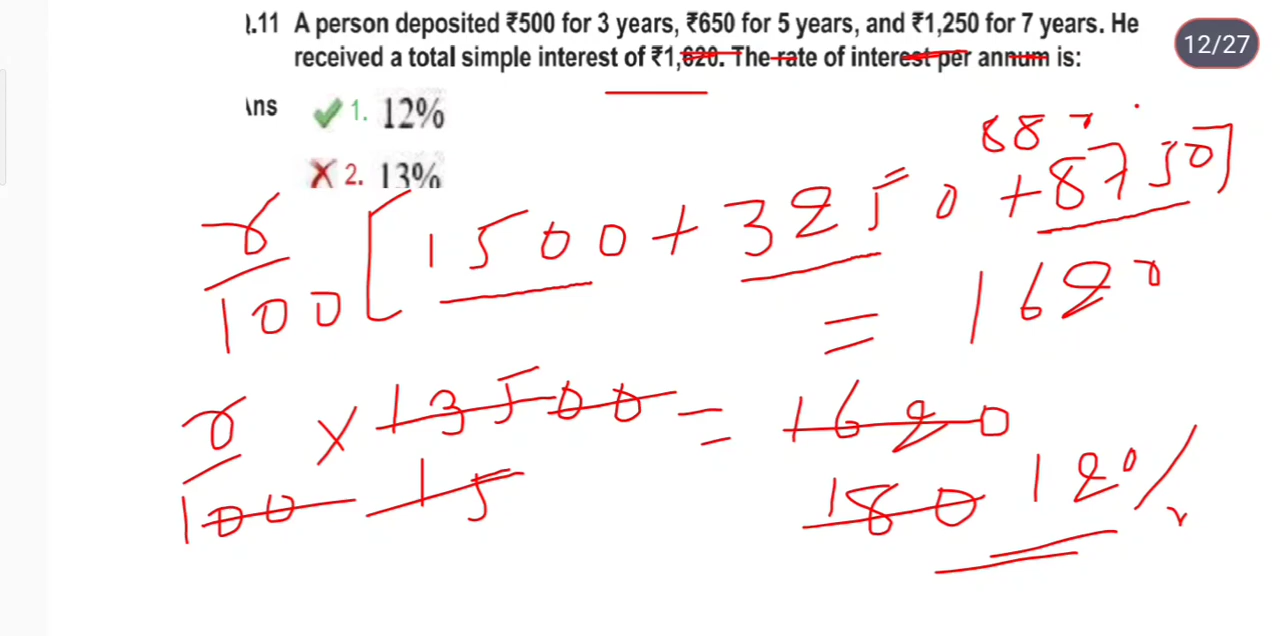 .11 A person deposited ₹500 for 3 years, ₹650 for 5 years, and ₹1,250 for 7 years. He
received a total simple interest of ₹1,620. The rate of interest per annum is:
12/27
Ans
1. 12%
2. 13%
88
r/100 [1500 + 3250 + 8750]
= 1620
r/100 × 13500 = 1620
15 180 12%